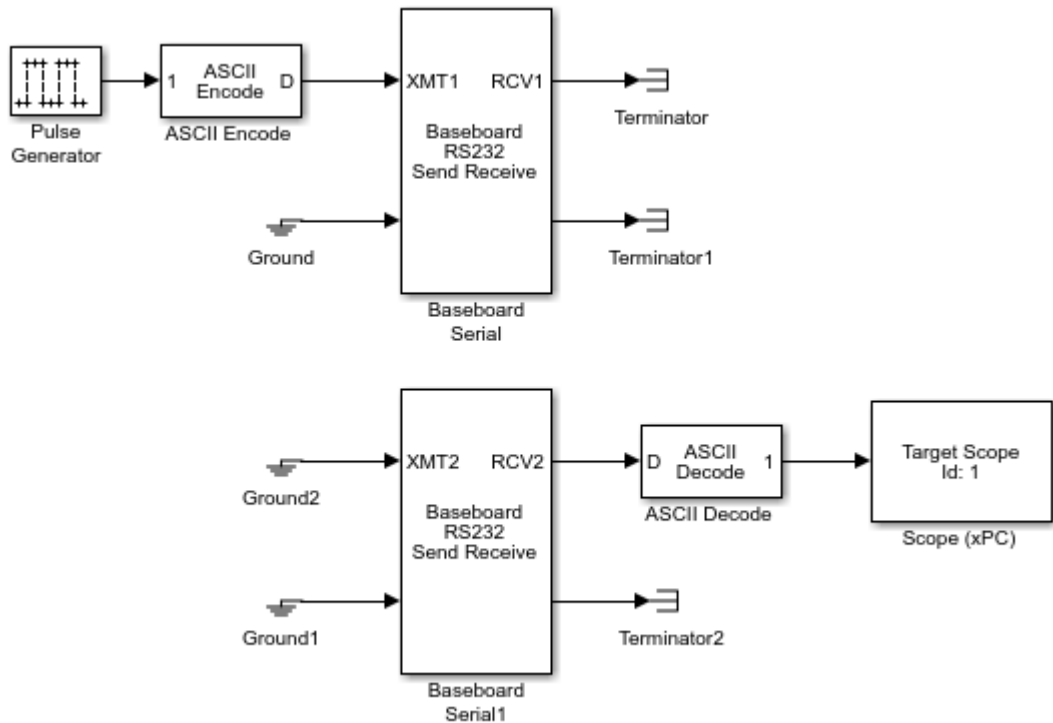 1 ASCII Encode D
Pulse Generator
ASCII Encode
XMT1 RCV1
Baseboard
RS232
Send Receive
Terminator
Ground
Terminator1
Baseboard
Serial
XMT2 RCV2
Baseboard
RS232
Send Receive
Ground2
D ASCII Decode 1
ASCII Decode
Target Scope
Id: 1
Scope (xPC)
Ground1
Terminator2
Baseboard
Serial1